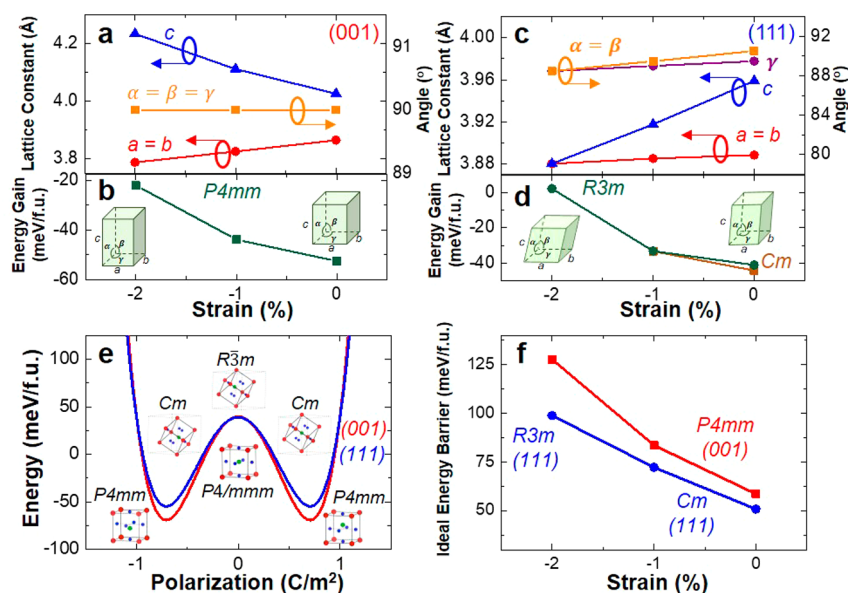 a
(001)
c
α = β = γ
a = b
Lattice Constant (Å)
4.2
4.0
3.8
Angle (º)
91
90
89
b
P4mm
Energy Gain
(meV/f.u.)
-20
-40
-60
c
α
β
γ
a
b
c
α
β
γ
a
b
-2
-1
0
Strain (%)
c
(111)
α = β
γ
c
a = b
Lattice Constant (Å)
4.00
3.96
3.92
3.88
Angle (º)
90
88
85
83
80
d
R3m
Cm
Energy Gain
(meV/f.u.)
0
-20
-40
c
α
β
γ
a
b
c
α
β
γ
a
b
-2
-1
0
Strain (%)
e
R3̅m
Cm
Cm
(001)
(111)
P4mm
P4/mmm
P4mm
Energy (meV/f.u.)
100
50
0
-50
-100
-1
0
1
Polarization (C/m²)
f
P4mm
(001)
R3m
(111)
Cm
(111)
Ideal Energy Barrier (meV/f.u.)
125
100
75
50
-2
-1
0
Strain (%)